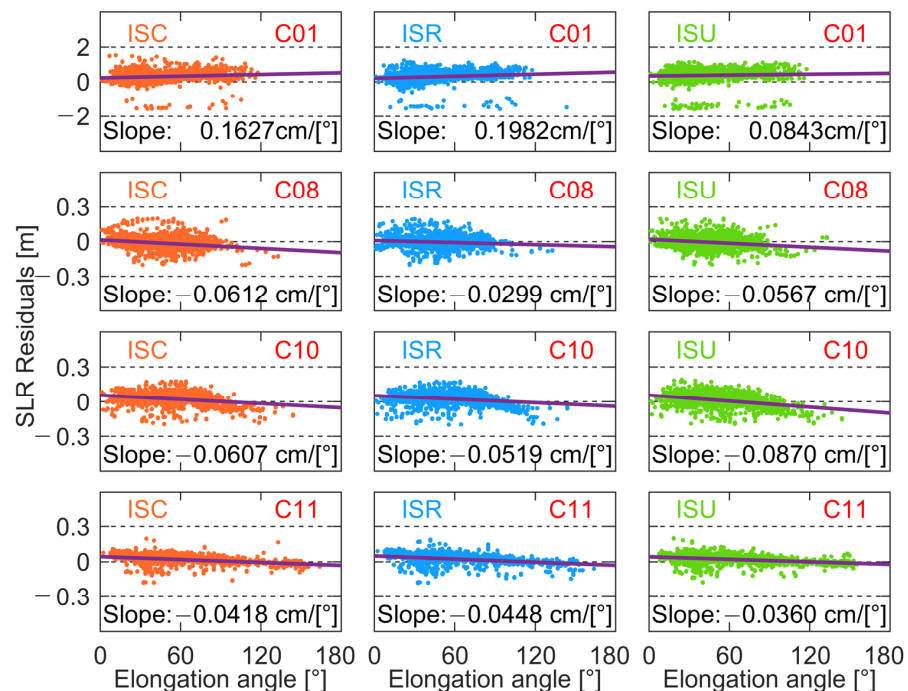 ISC C01 ISR C01 ISU C01
2
0
−2
Slope: 0.1627cm/[°] Slope: 0.1982cm/[°] Slope: 0.0843cm/[°]
ISC C08 ISR C08 ISU C08
0.3
0
−0.3
Slope: −0.0612 cm/[°] Slope: −0.0299 cm/[°] Slope: −0.0567 cm/[°]
SLR Residuals [m]
ISC C10 ISR C10 ISU C10
0.3
0
−0.3
Slope: −0.0607 cm/[°] Slope: −0.0519 cm/[°] Slope: −0.0870 cm/[°]
ISC C11 ISR C11 ISU C11
0.3
0
−0.3
Slope: −0.0418 cm/[°] Slope: −0.0448 cm/[°] Slope: −0.0360 cm/[°]
0 60 120 180 0 60 120 180 0 60 120 180
Elongation angle [°] Elongation angle [°] Elongation angle [°]